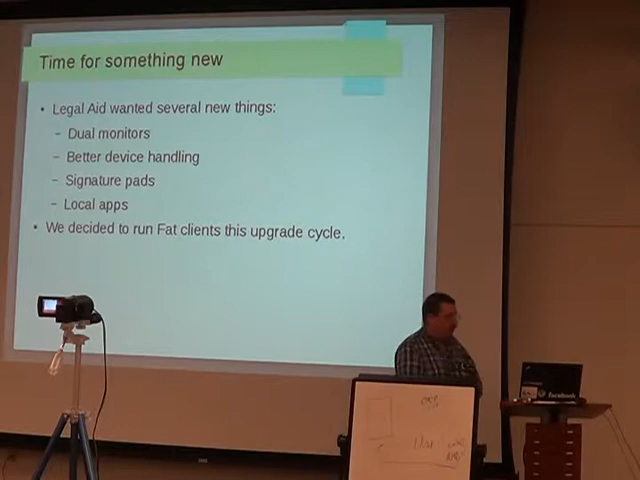 Time for something new
• Legal Aid wanted several new things:
– Dual monitors
– Better device handling
– Signature pads
– Local apps
• We decided to run Fat clients this upgrade cycle.
facebook